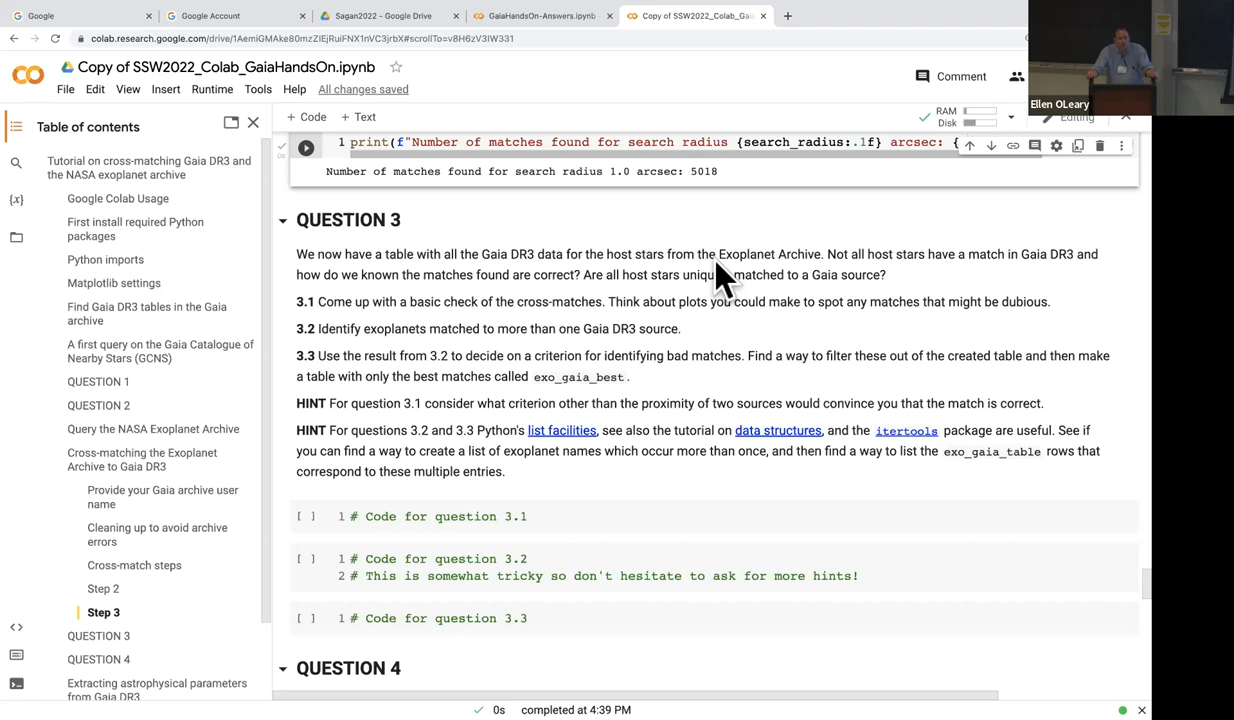 Google
Google Account
Sagan2022 - Google Drive
GaiaHandsOn-Answers.ipynb
Copy of SSW2022_Colab_Gai
colab.research.google.com/drive/1AemiGMAke80mzZIEjRuiFNX1nVC3jrbX#scrollTo=v8H6zV3IW331
Copy of SSW2022_Colab_GaiaHandsOn.ipynb
Comment
Ellen OLeary
File Edit View Insert Runtime Tools Help All changes saved
+ Code + Text
RAM
Disk
Editing
Table of contents
Tutorial on cross-matching Gaia DR3 and
the NASA exoplanet archive
Google Colab Usage
First install required Python
packages
Python imports
Matplotlib settings
Find Gaia DR3 tables in the Gaia
archive
A first query on the Gaia Catalogue of
Nearby Stars (GCNS)
QUESTION 1
QUESTION 2
Query the NASA Exoplanet Archive
Cross-matching the Exoplanet
Archive to Gaia DR3
Provide your Gaia archive user
name
Cleaning up to avoid archive
errors
Cross-match steps
Step 2
Step 3
QUESTION 3
QUESTION 4
Extracting astrophysical parameters
from Gaia DR3
1 print(f"Number of matches found for search radius {search_radius:.1f} arcsec: {
Number of matches found for search radius 1.0 arcsec: 5018
QUESTION 3
We now have a table with all the Gaia DR3 data for the host stars from the Exoplanet Archive. Not all host stars have a match in Gaia DR3 and
how do we known the matches found are correct? Are all host stars uniqu matched to a Gaia source?
3.1 Come up with a basic check of the cross-matches. Think about plots you could make to spot any matches that might be dubious.
3.2 Identify exoplanets matched to more than one Gaia DR3 source.
3.3 Use the result from 3.2 to decide on a criterion for identifying bad matches. Find a way to filter these out of the created table and then make
a table with only the best matches called exo_gaia_best.
HINT For question 3.1 consider what criterion other than the proximity of two sources would convince you that the match is correct.
HINT For questions 3.2 and 3.3 Python's list facilities, see also the tutorial on data structures, and the itertools package are useful. See if
you can find a way to create a list of exoplanet names which occur more than once, and then find a way to list the exo_gaia_table rows that
correspond to these multiple entries.
[ ] 1 # Code for question 3.1
[ ] 1 # Code for question 3.2
2 # This is somewhat tricky so don't hesitate to ask for more hints!
[ ] 1 # Code for question 3.3
QUESTION 4
0s completed at 4:39 PM